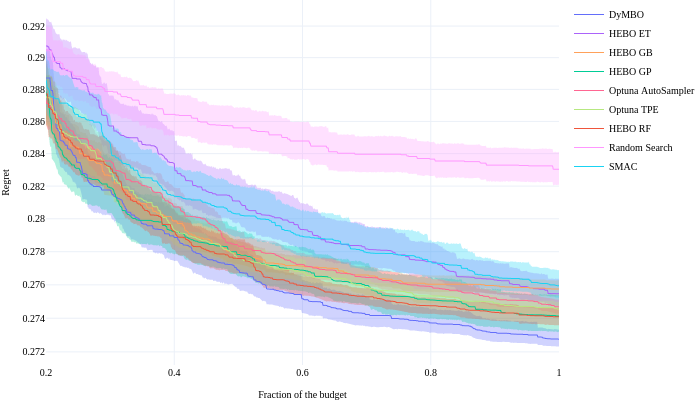 0.292
0.29
0.288
0.286
0.284
0.282
0.28
0.278
0.276
0.274
0.272
Regret
0.2
0.4
0.6
0.8
1
Fraction of the budget
DyMBO
HEBO ET
HEBO GB
HEBO GP
Optuna AutoSampler
Optuna TPE
HEBO RF
Random Search
SMAC